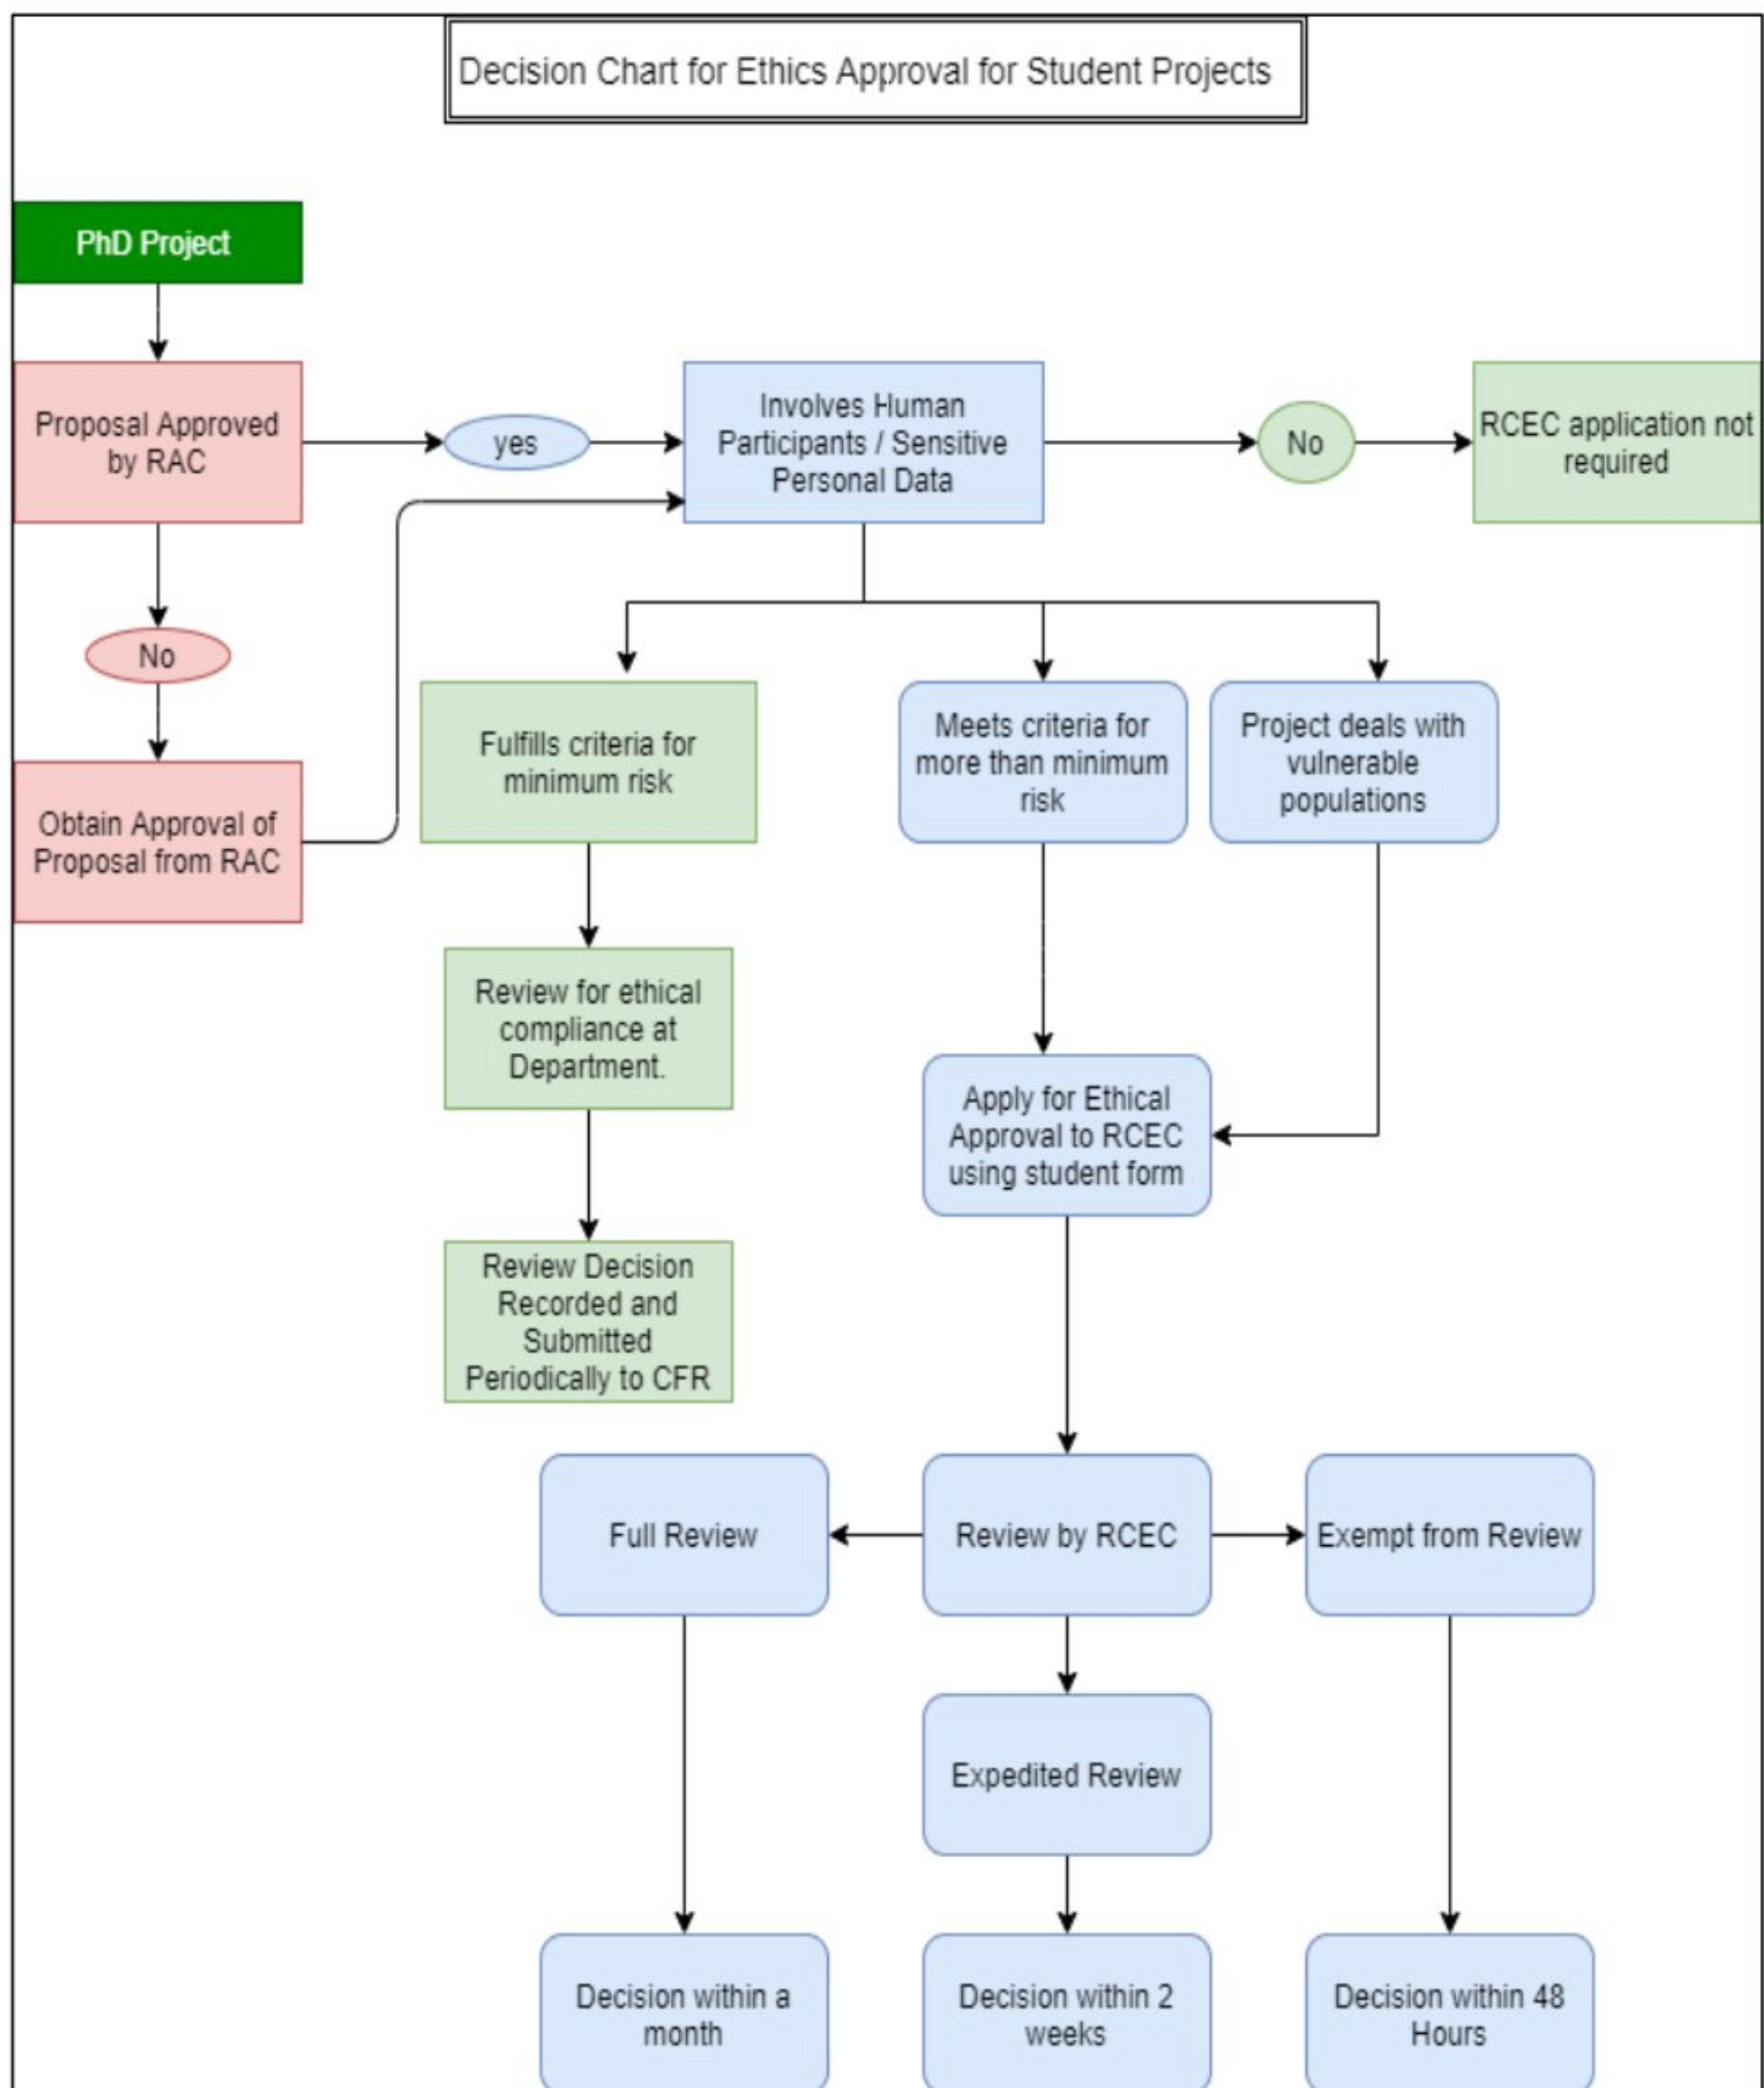 Decision Chart for Ethics Approval for Student Projects
PhD Project
Proposal Approved
by RAC
yes
Involves Human
Participants / Sensitive
Personal Data
No
RCEC application not
required
No
Obtain Approval of
Proposal from RAC
Fulfills criteria for
minimum risk
Meets criteria for
more than minimum
risk
Project deals with
vulnerable
populations
Review for ethical
compliance at
Department.
Apply for Ethical
Approval to RCEC
using student form
Review Decision
Recorded and
Submitted
Periodically to CFR
Full Review
Review by RCEC
Exempt from Review
Expedited Review
Decision within a
month
Decision within 2
weeks
Decision within 48
Hours